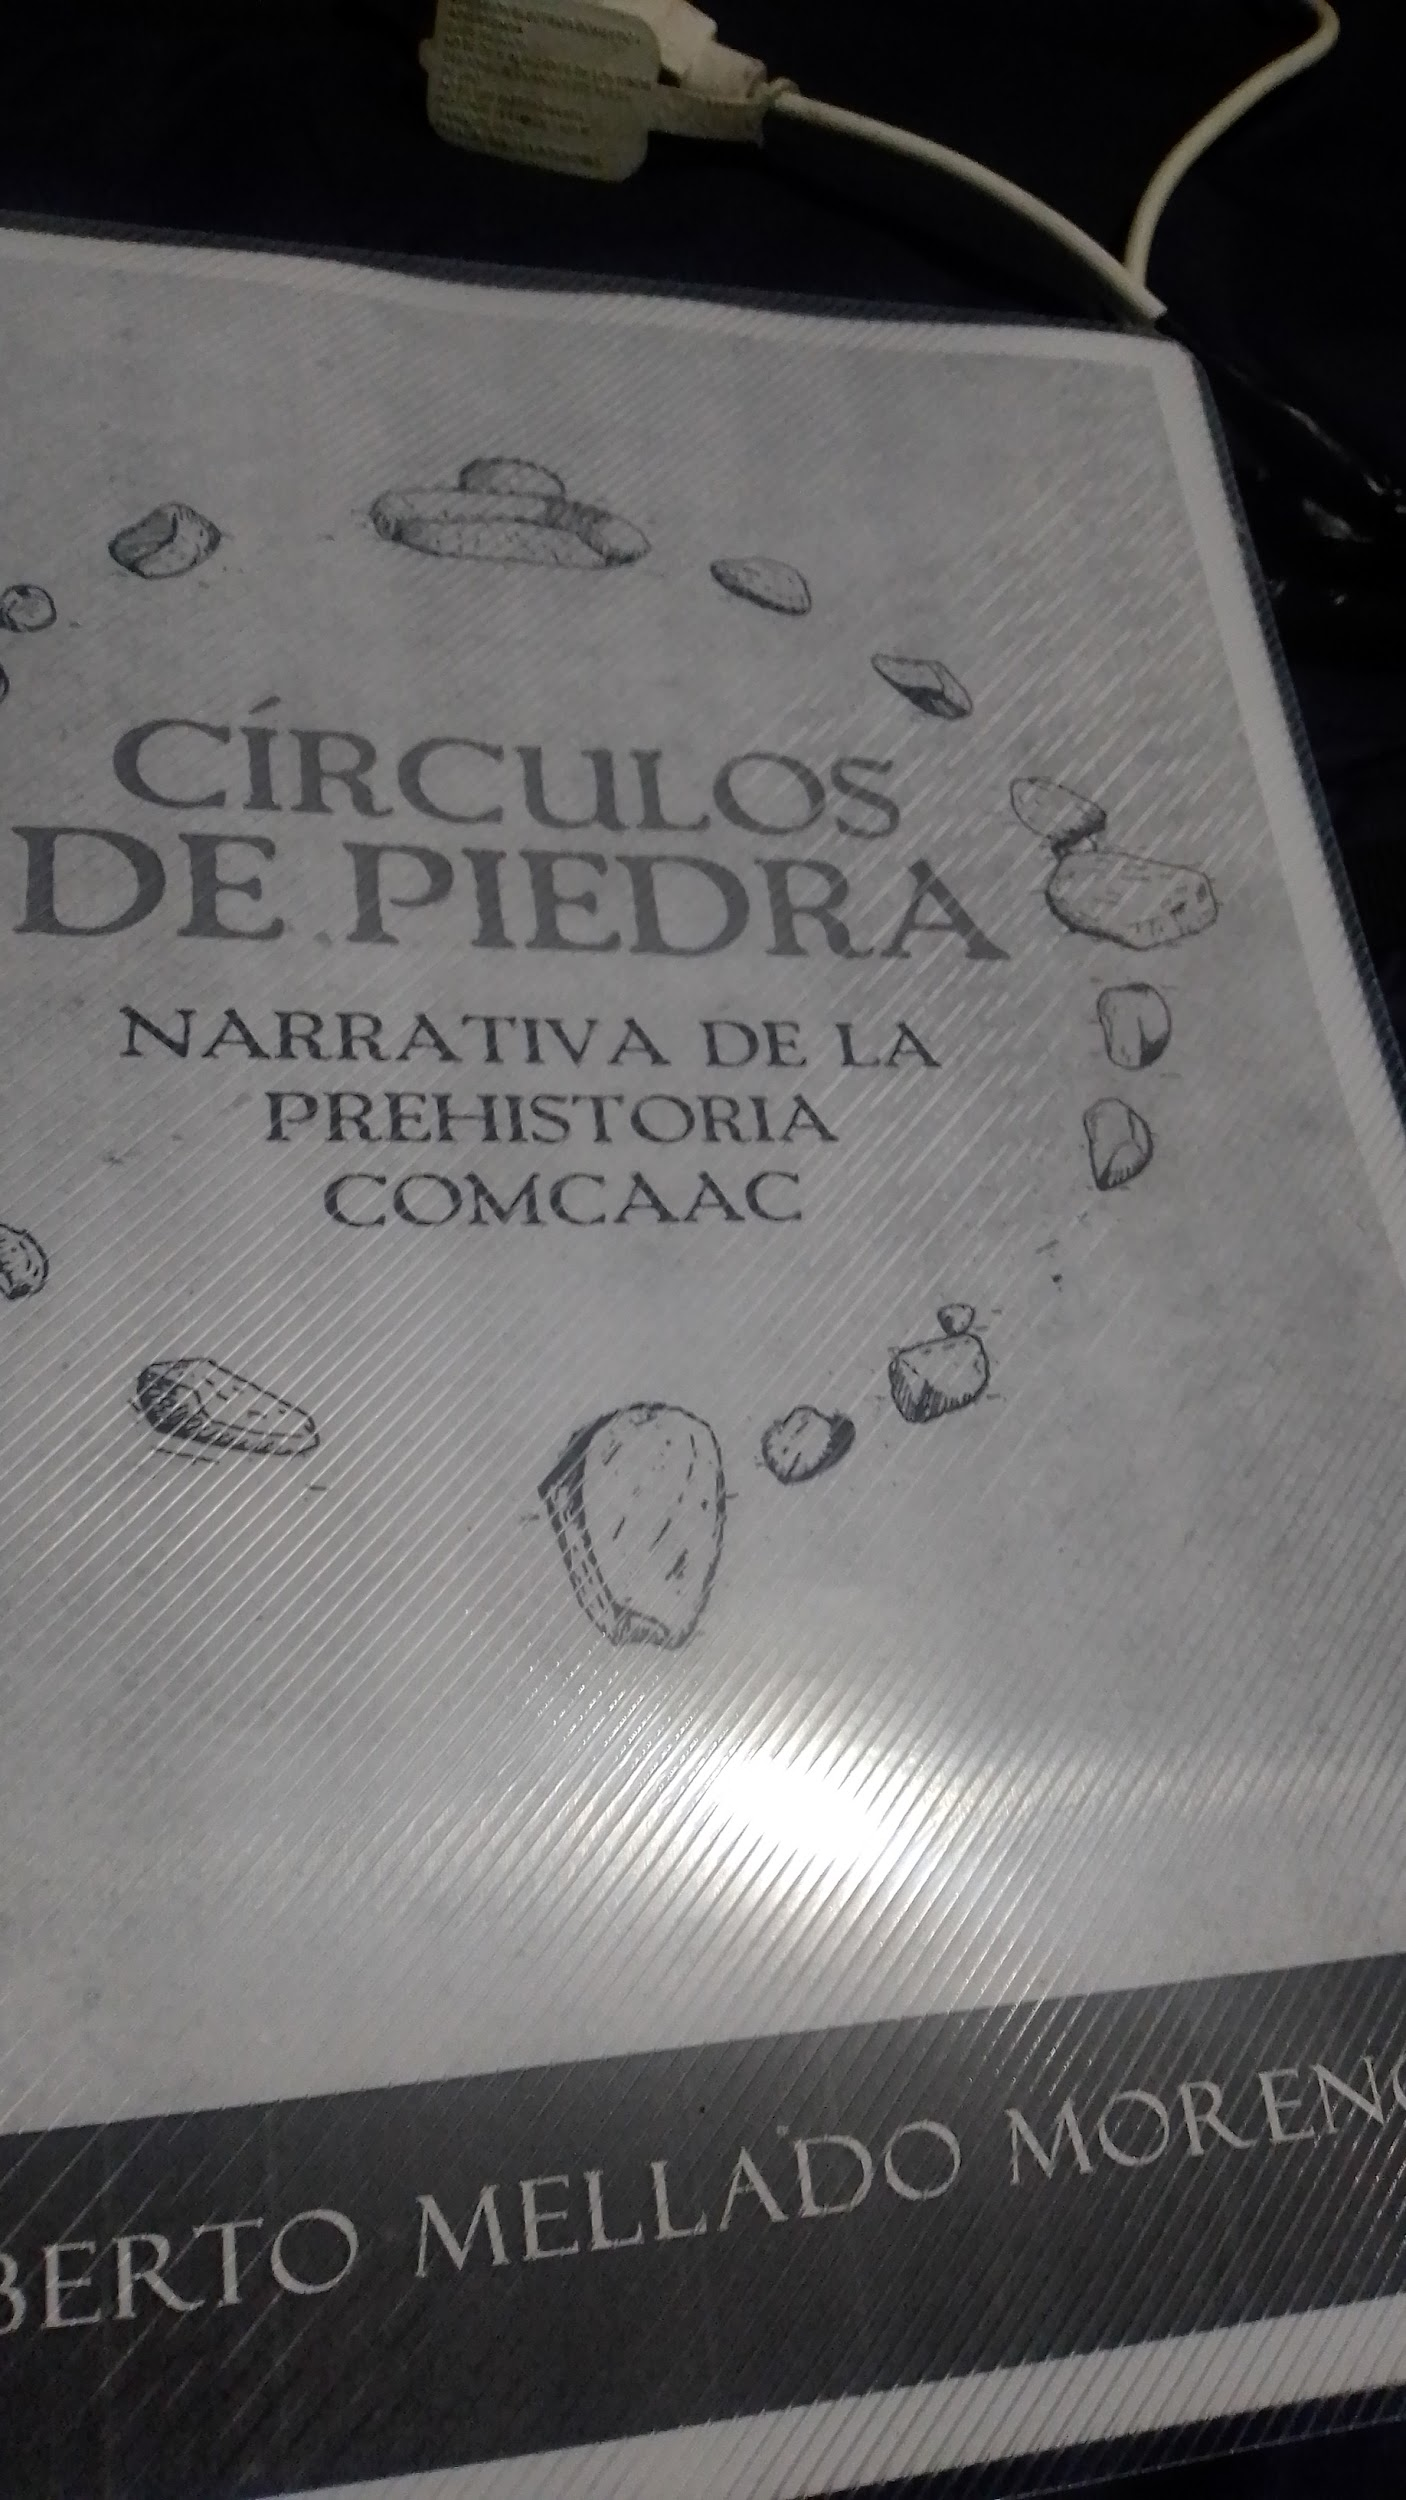 CÍRCULOS
DE PIEDRA
NARRATIVA DE LA
PREHISTORIA
COMCAAC
BERTO MELLADO MORENO